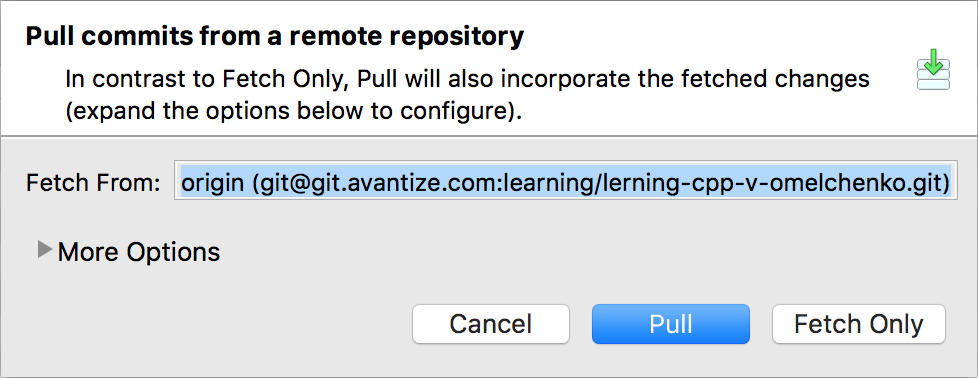 Pull commits from a remote repository
In contrast to Fetch Only, Pull will also incorporate the fetched changes
(expand the options below to configure).
Fetch From: origin (git@git.avantize.com:learning/lerning-cpp-v-omelchenko.git)
More Options
Cancel Pull Fetch Only